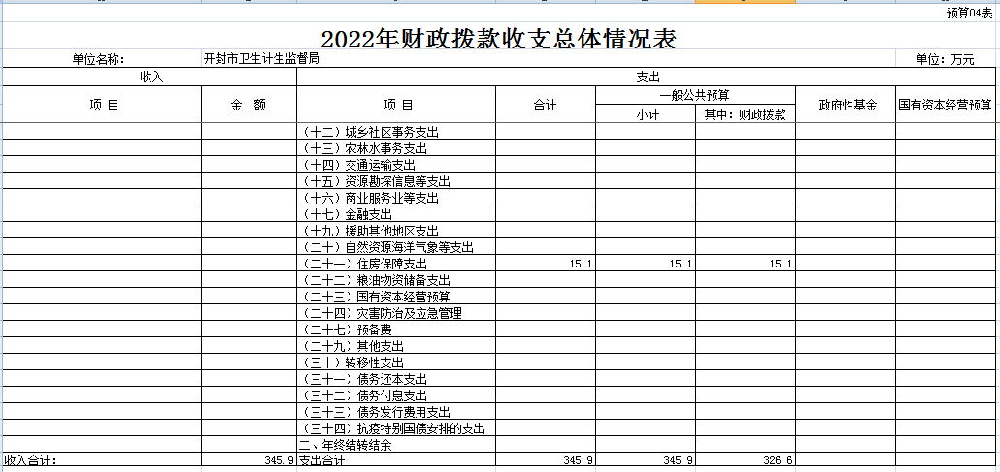 预算04表
2022年财政拨款收支总体情况表
单位名称： 开封市卫生计生监督局 单位：万元
收入 支出
项 目 金 额 项 目 合计 一般公共预算 政府性基金 国有资本经营预算
小计 其中：财政拨款
（十二）城乡社区事务支出
（十三）农林水事务支出
（十四）交通运输支出
（十五）资源勘探信息等支出
（十六）商业服务业等支出
（十七）金融支出
（十九）援助其他地区支出
（二十）自然资源海洋气象等支出
（二十一）住房保障支出 15.1 15.1 15.1
（二十二）粮油物资储备支出
（二十三）国有资本经营预算
（二十四）灾害防治及应急管理
（二十七）预备费
（二十九）其他支出
（三十）转移性支出
（三十一）债务还本支出
（三十二）债务付息支出
（三十三）债务发行费用支出
（三十四）抗疫特别国债安排的支出
二、年终结转结余
收入合计： 345.9 支出合计 345.9 345.9 326.6